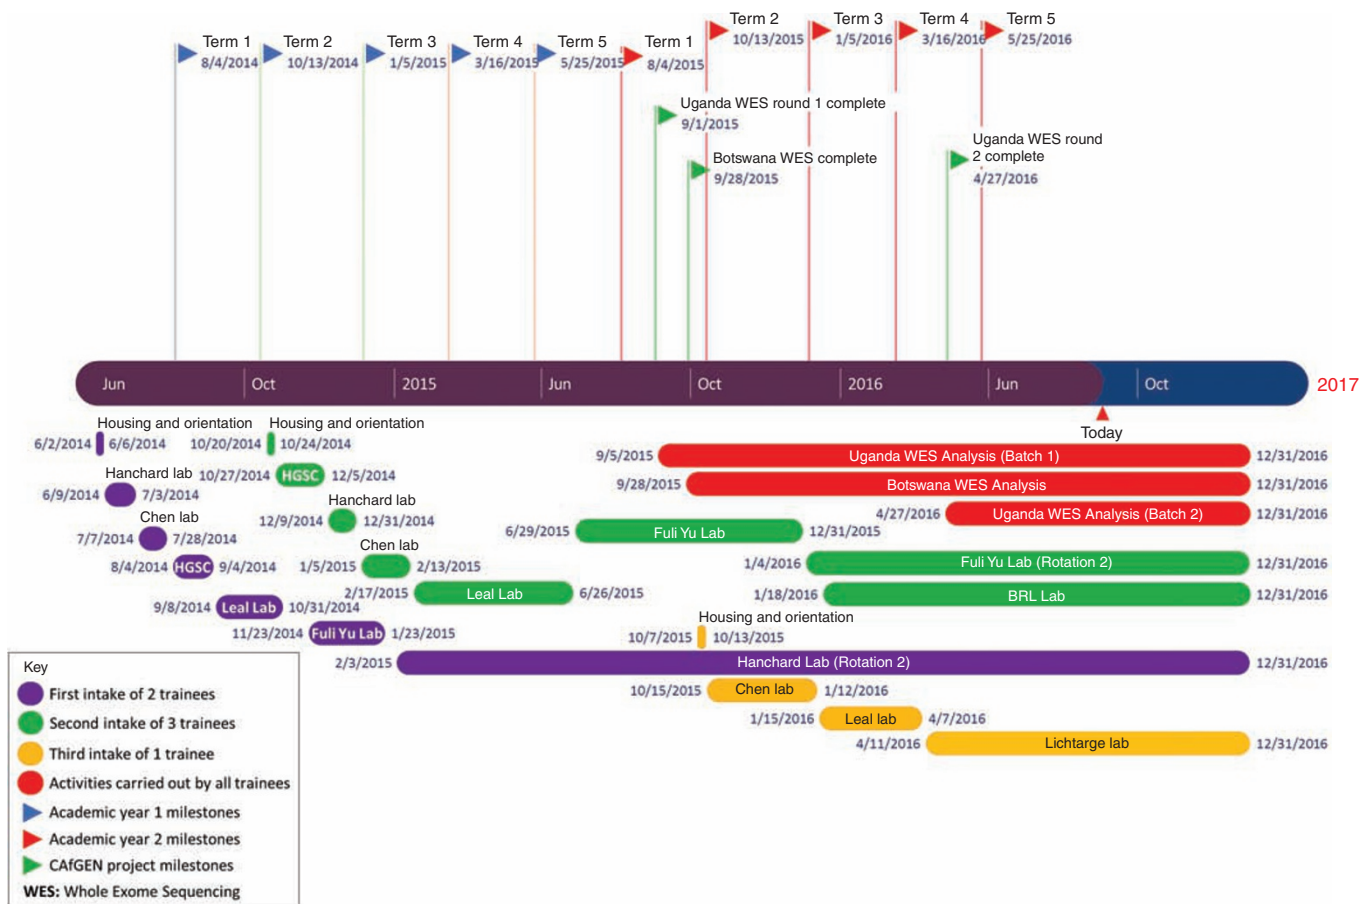 Term 1
8/4/2014
Term 2
10/13/2014
Term 3
1/5/2015
Term 4
3/16/2015
Term 5
5/25/2015
Term 1
8/4/2015
Term 2
10/13/2015
Term 3
1/5/2016
Term 4
3/16/2016
Term 5
5/25/2016
Uganda WES round 1 complete
9/1/2015
Botswana WES complete
9/28/2015
Uganda WES round
2 complete
4/27/2016
Jun Oct 2015 Jun Oct 2016 Jun Oct 2017
Today
Housing and orientation
6/2/2014 6/6/2014
Housing and orientation
10/20/2014 10/24/2014
Hanchard lab
6/9/2014 7/3/2014
10/27/2014 HGSC 12/5/2014
Chen lab
7/7/2014 7/28/2014
Hanchard lab
12/9/2014 12/31/2014
8/4/2014 HGSC 9/4/2014
Chen lab
1/5/2015 2/13/2015
9/8/2014 Leal Lab 10/31/2014
2/17/2015 Leal Lab 6/26/2015
11/23/2014 Fuli Yu Lab 1/23/2015
9/5/2015 Uganda WES Analysis (Batch 1) 12/31/2016
9/28/2015 Botswana WES Analysis 12/31/2016
4/27/2016 Uganda WES Analysis (Batch 2) 12/31/2016
6/29/2015 Fuli Yu Lab 12/31/2015
1/4/2016 Fuli Yu Lab (Rotation 2) 12/31/2016
1/18/2016 BRL Lab 12/31/2016
Housing and orientation
10/7/2015 10/13/2015
2/3/2015 Hanchard Lab (Rotation 2) 12/31/2016
10/15/2015 Chen lab 1/12/2016
1/15/2016 Leal lab 4/7/2016
4/11/2016 Lichtarge lab 12/31/2016
Key
First intake of 2 trainees
Second intake of 3 trainees
Third intake of 1 trainee
Activities carried out by all trainees
Academic year 1 milestones
Academic year 2 milestones
CAfGEN project milestones
WES: Whole Exome Sequencing